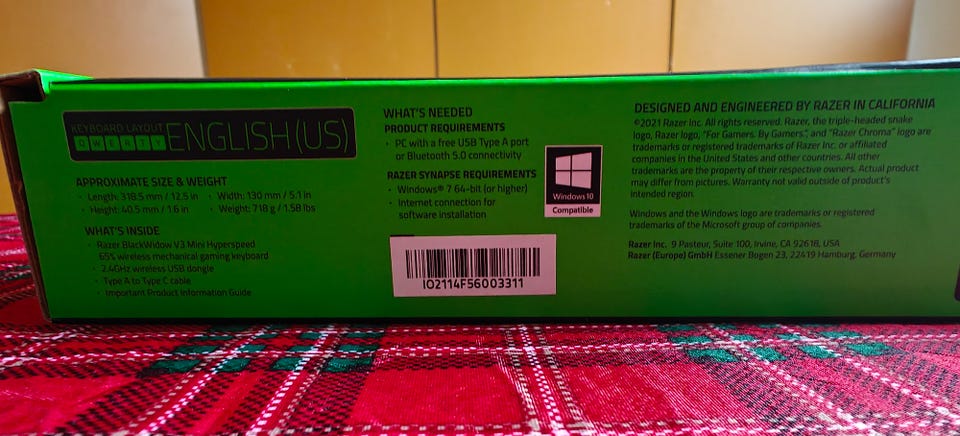 KEYBOARD LAYOUT
QWERTY
ENGLISH (US)
APPROXIMATE SIZE & WEIGHT
· Length: 318.5 mm / 12.5 in · Width: 130 mm / 5.1 in
· Height: 40.5 mm / 1.6 in · Weight: 718 g / 1.58 lbs
WHAT'S INSIDE
· Razer BlackWidow V3 Mini Hyperspeed
65% wireless mechanical gaming keyboard
· 2.4GHz wireless USB dongle
· Type A to Type C cable
· Important Product Information Guide
WHAT'S NEEDED
PRODUCT REQUIREMENTS
· PC with a free USB Type A port
or Bluetooth 5.0 connectivity
RAZER SYNAPSE REQUIREMENTS
· Windows® 7 64-bit (or higher)
· Internet connection for
software installation
Windows 10
Compatible
IO2114F56003311
DESIGNED AND ENGINEERED BY RAZER IN CALIFORNIA
©2021 Razer Inc. All rights reserved. Razer, the triple-headed snake
logo, Razer logo, "For Gamers. By Gamers.", and "Razer Chroma" logo are
trademarks or registered trademarks of Razer Inc. or affiliated
companies in the United States and other countries. All other
trademarks are the property of their respective owners. Actual product
may differ from pictures. Warranty not valid outside of product's
intended region.
Windows and the Windows logo are trademarks or registered
trademarks of the Microsoft group of companies.
Razer Inc. 9 Pasteur, Suite 100, Irvine, CA 92618, USA
Razer (Europe) GmbH Essener Bogen 23, 22419 Hamburg, Germany